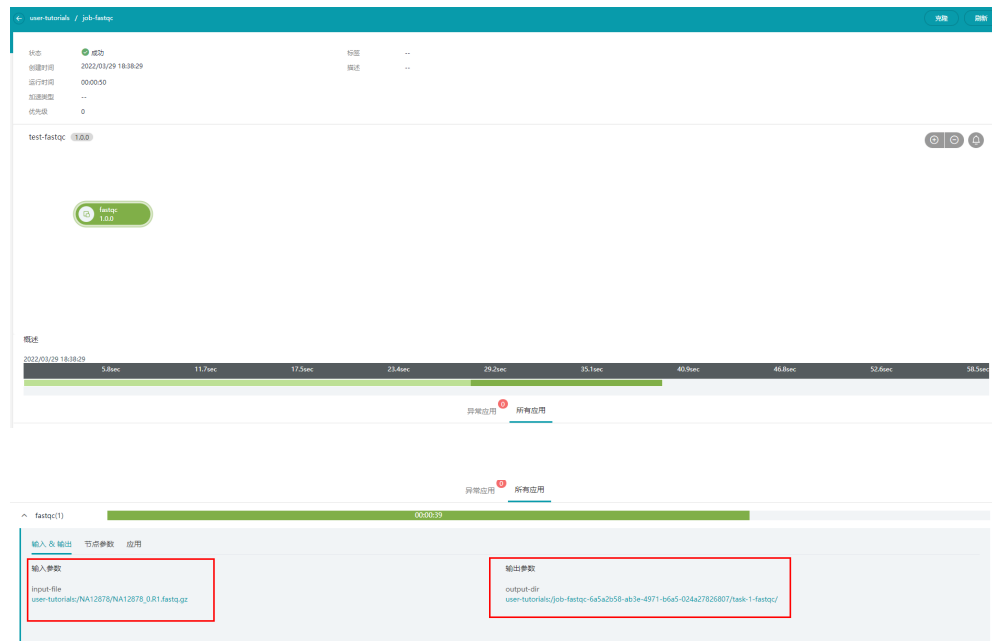 user-tutorials / job-fastqc
克隆 刷新
状态 成功 标签 --
创建时间 2022/03/29 18:38:29 描述 --
运行时间 00:00:50
加速类型 --
优先级 0
test-fastqc 1.0.0
fastqc
1.0.0
概述
2022/03/29 18:38:29
5.8sec 11.7sec 17.5sec 23.4sec 29.2sec 35.1sec 40.9sec 46.8sec 52.6sec 58.5sec
异常应用 0 所有应用
异常应用 0 所有应用
fastqc(1) 00:00:39
输入 & 输出 节点参数 应用
输入参数 输出参数
input-file output-dir
user-tutorials:/NA12878/NA12878_0.R1.fastq.gz user-tutorials:/job-fastqc-6a5a2b58-ab3e-4971-b6a5-024a27826807/task-1-fastqc/